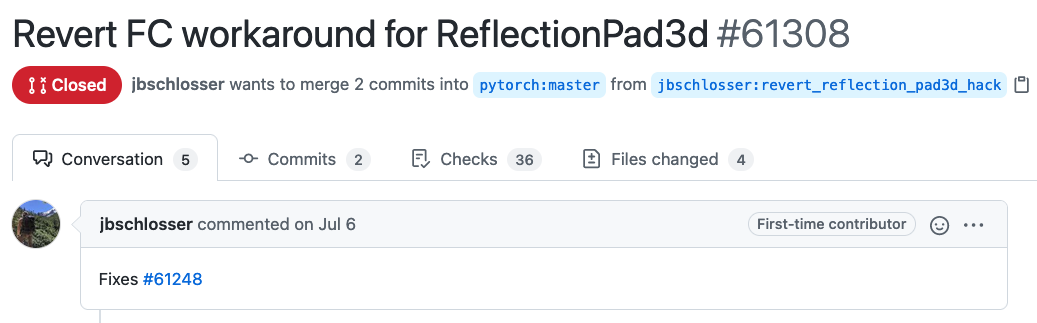 Revert FC workaround for ReflectionPad3d #61308
Closed jbschlosser wants to merge 2 commits into pytorch:master from jbschlosser:revert_reflection_pad3d_hack
Conversation 5 Commits 2 Checks 36 Files changed 4
jbschlosser commented on Jul 6 First-time contributor
Fixes #61248